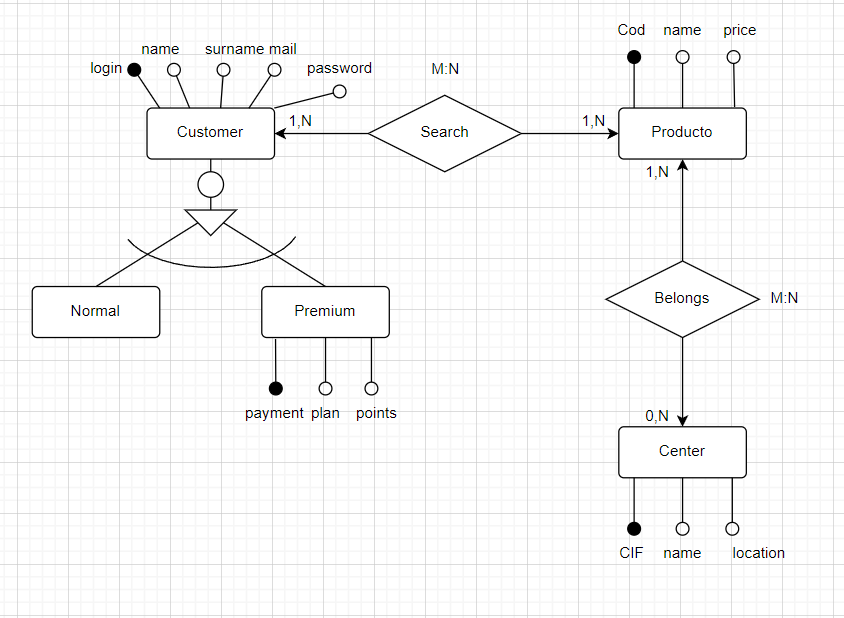 Cod name price
name surname mail
login
password
M:N
1,N
1,N
Customer
Search
Producto
1,N
Belongs
M:N
Normal
Premium
payment plan points
0,N
Center
CIF name location